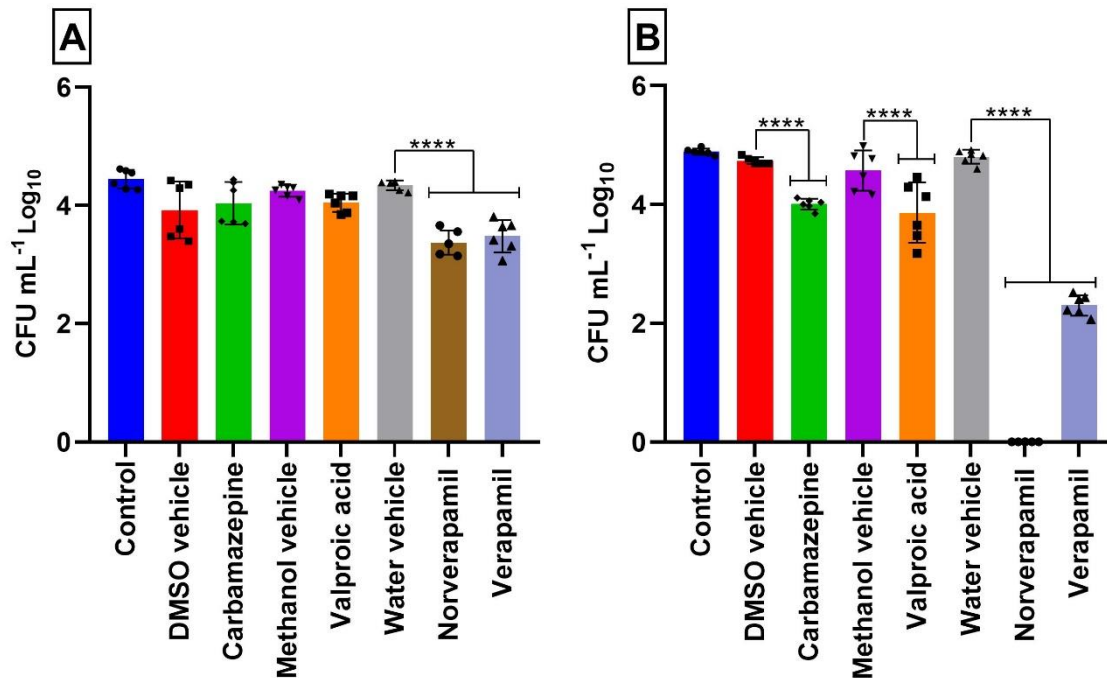 A
CFU mL⁻¹ Log₁₀
6
4
2
0
****
Control
DMSO vehicle
Carbamazepine
Methanol vehicle
Valproic acid
Water vehicle
Norverapamil
Verapamil
B
CFU mL⁻¹ Log₁₀
6
4
2
0
****
****
****
Control
DMSO vehicle
Carbamazepine
Methanol vehicle
Valproic acid
Water vehicle
Norverapamil
Verapamil